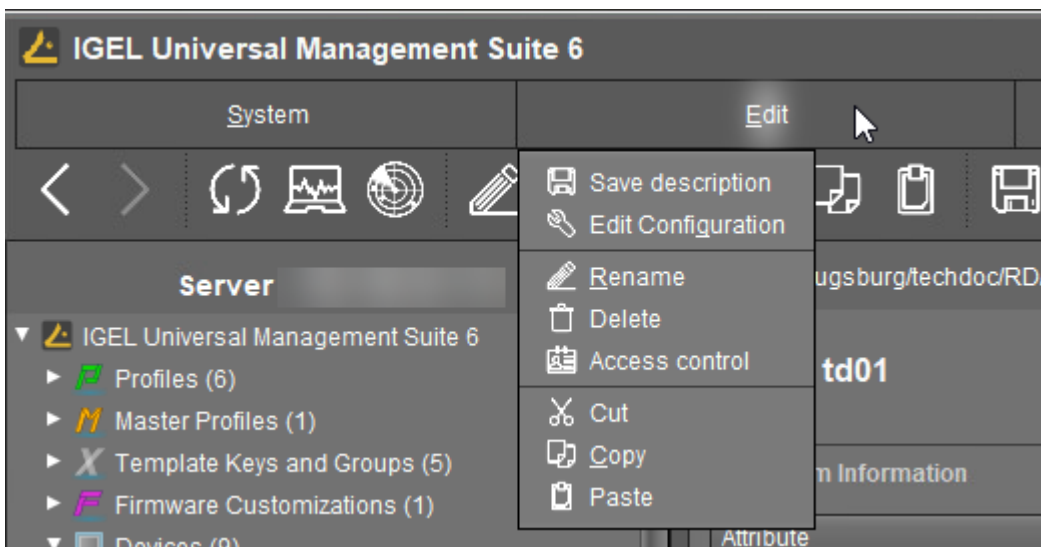 IGEL Universal Management Suite 6
System
Edit
Save description
Edit Configuration
Rename
Delete
Access control
Cut
Copy
Paste
Server
IGEL Universal Management Suite 6
Profiles (6)
Master Profiles (1)
Template Keys and Groups (5)
Firmware Customizations (1)
Devices (9)
ugsburg/techdoc/RD
td01
m Information
Attribute